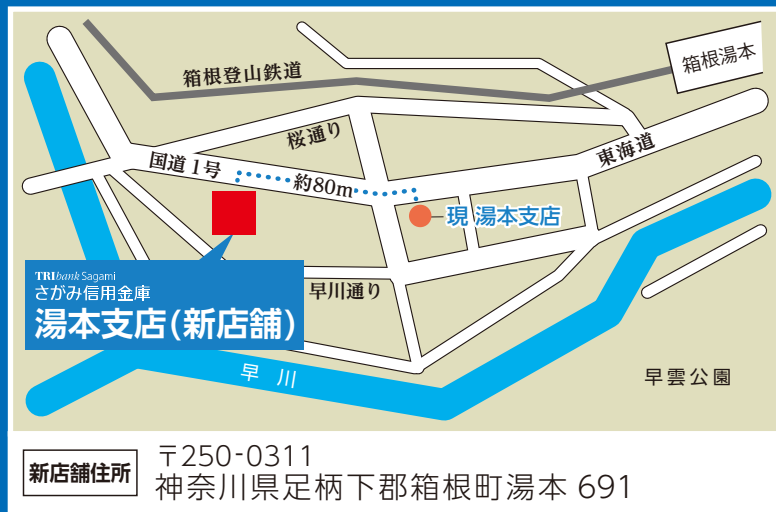 箱根登山鉄道
箱根湯本
桜通り
国道1号
約80m
東海道
現 湯本支店
TRIbank Sagami
さがみ信用金庫
湯本支店(新店舗)
早川通り
早 川
早雲公園
新店舗住所
〒250-0311
神奈川県足柄下郡箱根町湯本 691